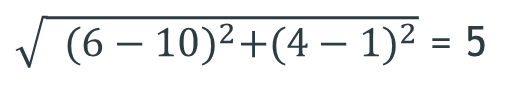 √(6 − 10)²+(4 − 1)² = 5